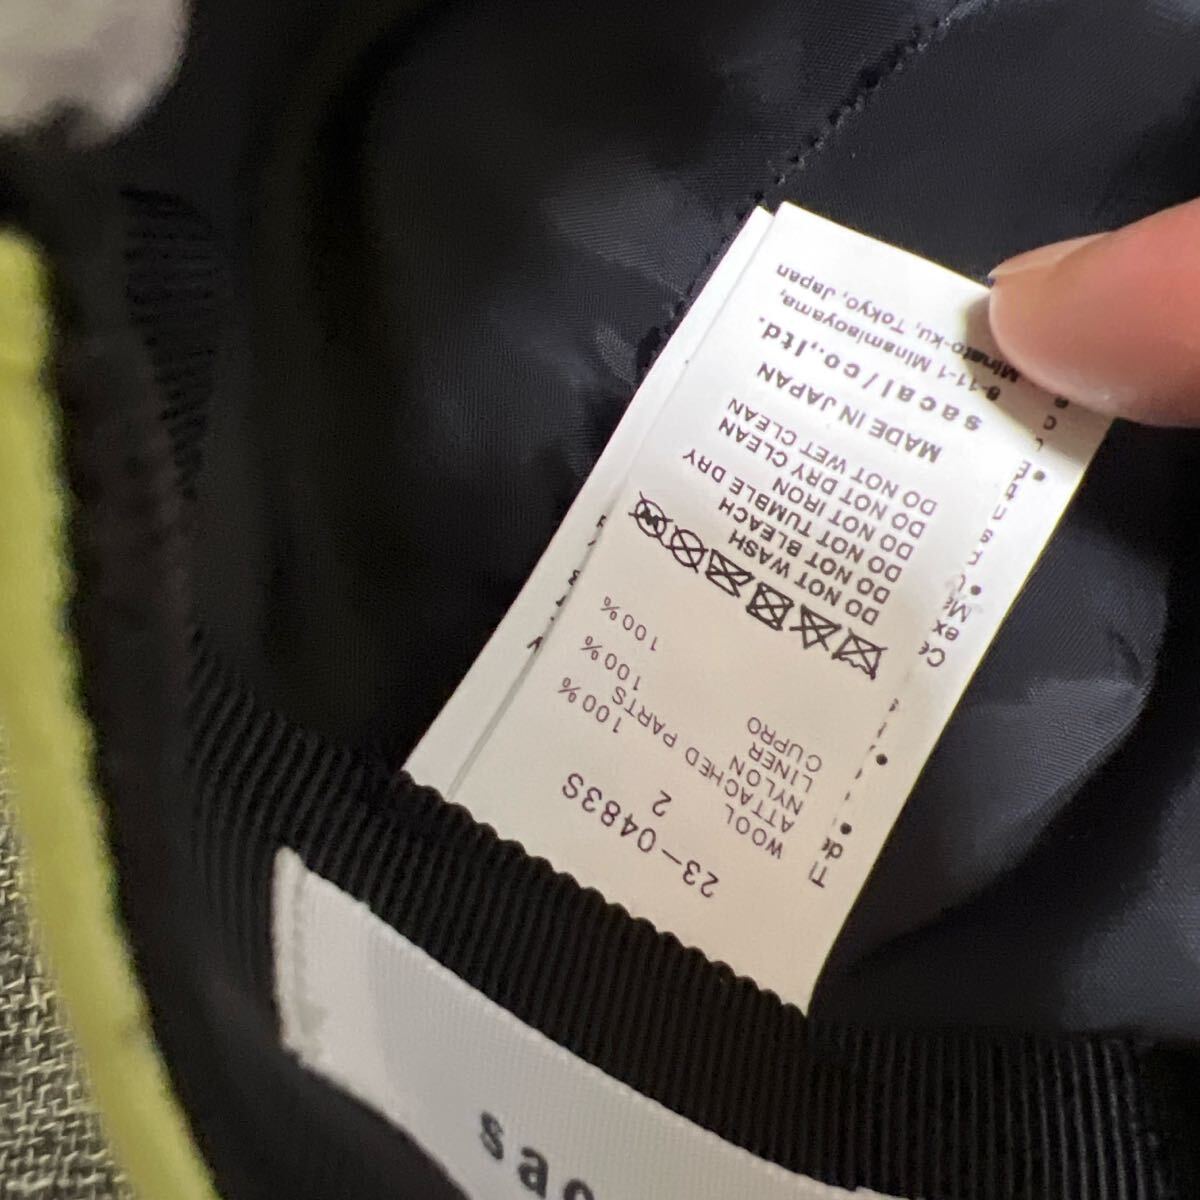 23-0483S
2
WOOL 100%
ATTACHED PARTS
NYLON 100%
LINER
CUPRO 100%
DO NOT WASH
DO NOT BLEACH
DO NOT TUMBLE DRY
DO NOT IRON
DO NOT DRY CLEAN
DO NOT WET CLEAN
MADE IN JAPAN
sacai/co.,ltd.
8-11-1 Minamiaoyama,
Minato-ku, Tokyo, Japan
sac